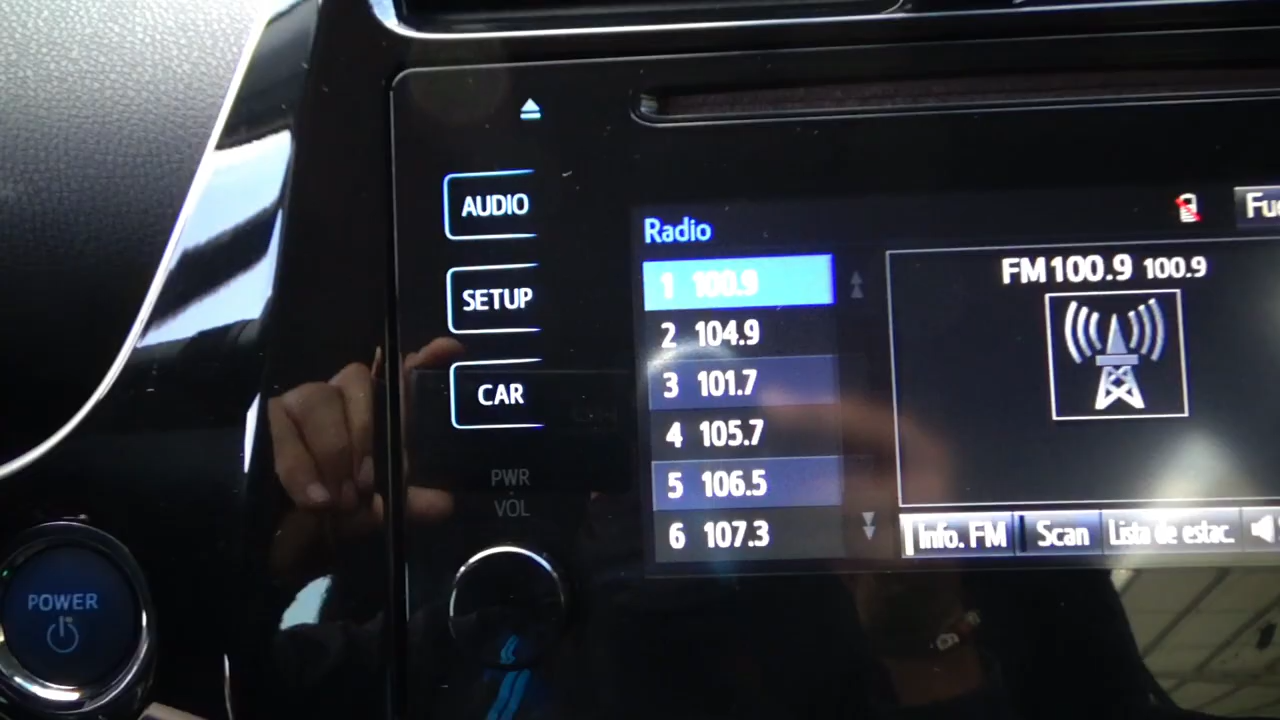 AUDIO
SETUP
CAR
PWR
VOL
POWER
Radio
Fue
1 100.9
2 104.9
3 101.7
4 105.7
5 106.5
6 107.3
FM 100.9 100.9
Info. FM
Scan
Lista de estac.